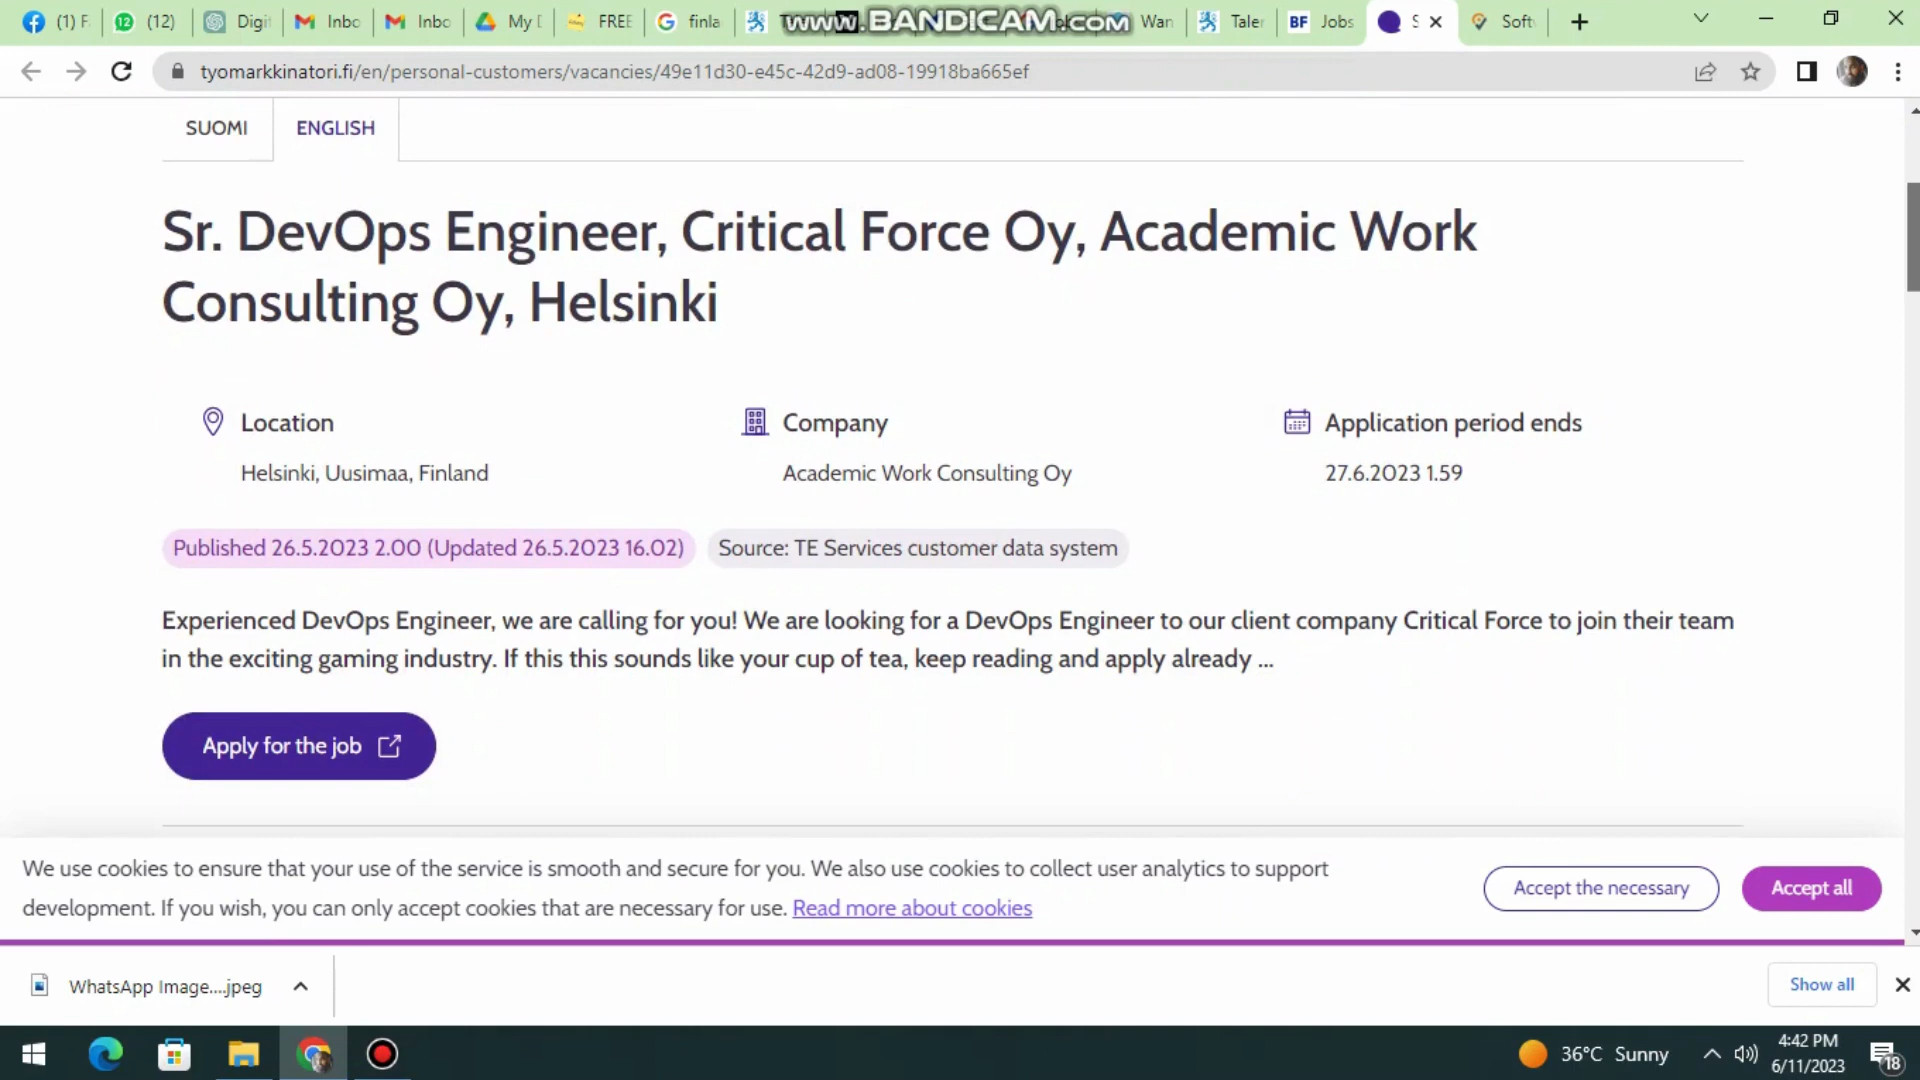 (1) F
(12)
Digit
Inbo
Inbo
My D
FREE
finla
www.BANDICAM.com
Wan
Taler
Jobs
S
Soft
tyomarkkinatori.fi/en/personal-customers/vacancies/49e11d30-e45c-42d9-ad08-19918ba665ef
SUOMI
ENGLISH
Sr. DevOps Engineer, Critical Force Oy, Academic Work
Consulting Oy, Helsinki
Location
Company
Application period ends
Helsinki, Uusimaa, Finland
Academic Work Consulting Oy
27.6.2023 1.59
Published 26.5.2023 2.00 (Updated 26.5.2023 16.02)
Source: TE Services customer data system
Experienced DevOps Engineer, we are calling for you! We are looking for a DevOps Engineer to our client company Critical Force to join their team
in the exciting gaming industry. If this this sounds like your cup of tea, keep reading and apply already ...
Apply for the job
We use cookies to ensure that your use of the service is smooth and secure for you. We also use cookies to collect user analytics to support
development. If you wish, you can only accept cookies that are necessary for use. Read more about cookies
Accept the necessary
Accept all
WhatsApp Image....jpeg
Show all
36°C Sunny
4:42 PM
6/11/2023
18